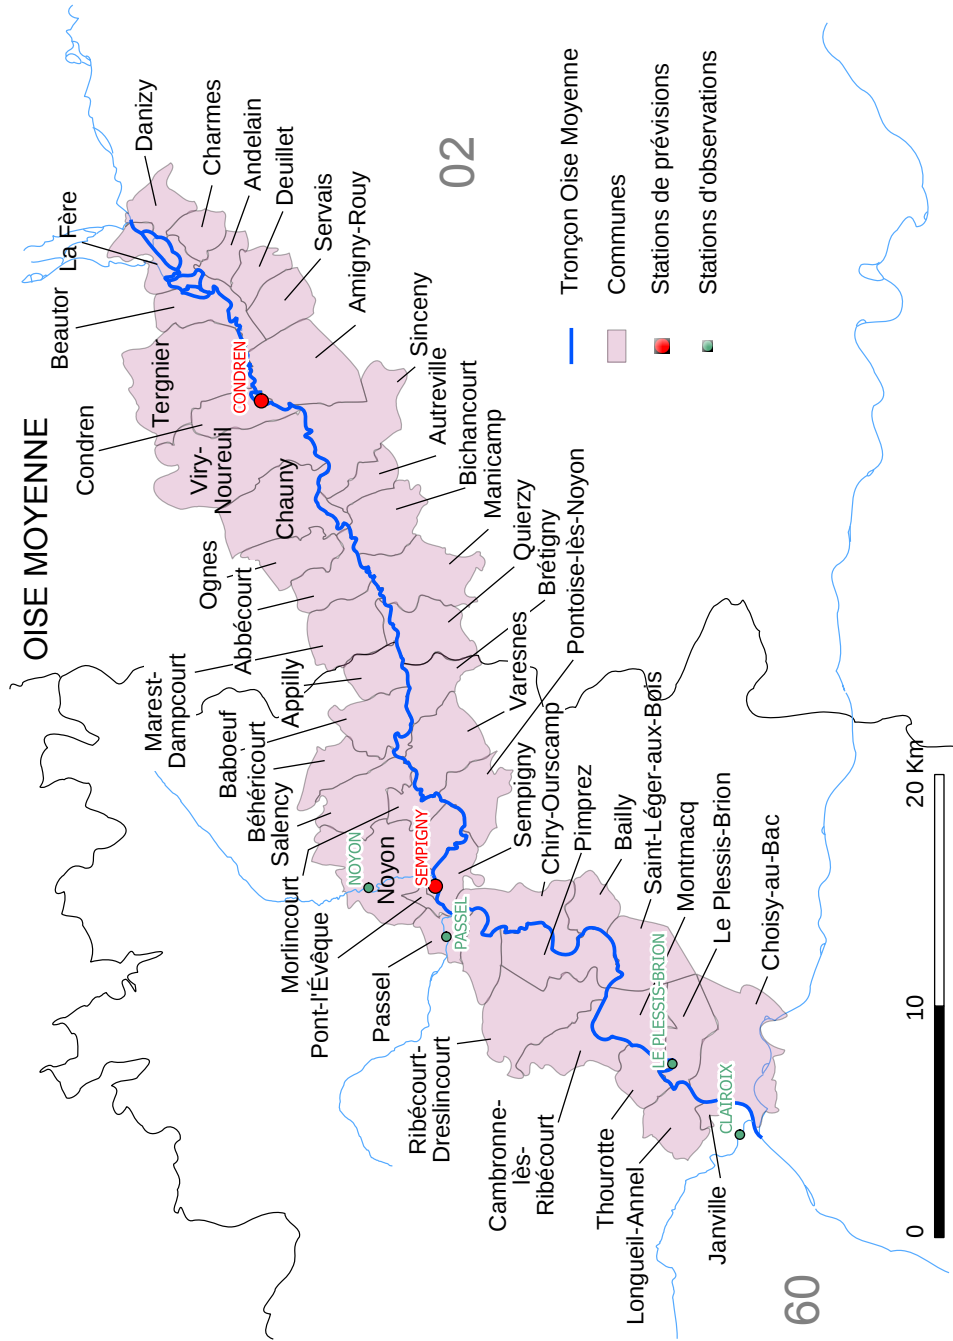 OISE MOYENNE
Danizy
Charmes
Andelain
Deuillet
Servais
Amigny-Rouy
Sinceny
Autreville
Bichancourt
Manicamp
Quierzy
Brétigny
Pontoise-lès-Noyon
Varesnes
Sempigny
Chiry-Ourscamp
Pimprez
Bailly
Saint-Léger-aux-Bois
Montmacq
Le Plessis-Brion
Choisy-au-Bac
La Fère
Beautor
Tergnier
Condren
Viry-
Noureuil
Chauny
Ognes
Abbécourt
Marest-
Dampcourt
Appilly
Baboeuf
Béhéricourt
Salency
Morlincourt
Noyon
Pont-l'Évêque
Passel
Ribécourt-
Dreslincourt
Cambronne-
lès-
Ribécourt
Thourotte
Longueil-Annel
Janville
CONDREN
SEMPIGNY
NOYON
PASSEL
LE PLESSIS-BRION
CLAIROIX
02
60
Tronçon Oise Moyenne
Communes
Stations de prévisions
Stations d'observations
0
10
20 Km